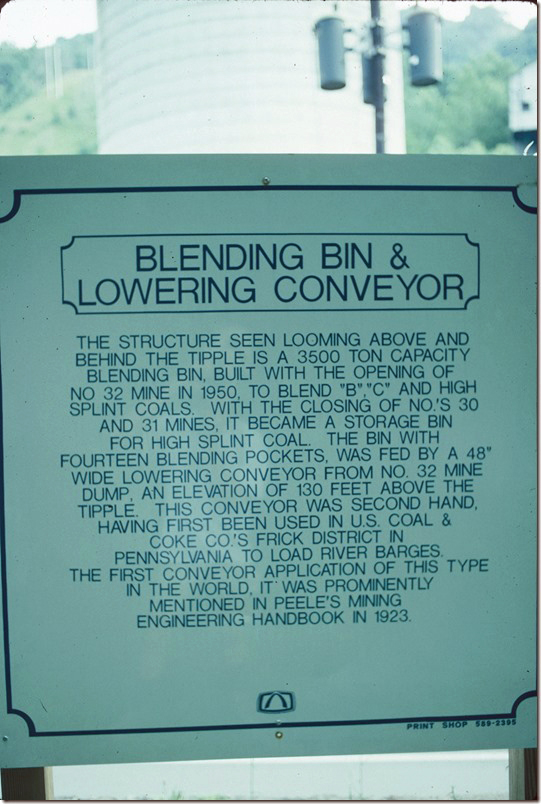 BLENDING BIN &
LOWERING CONVEYOR
THE STRUCTURE SEEN LOOMING ABOVE AND
BEHIND THE TIPPLE IS A 3500 TON CAPACITY
BLENDING BIN, BUILT WITH THE OPENING OF
NO 32 MINE IN 1950, TO BLEND "B","C" AND HIGH
SPLINT COALS. WITH THE CLOSING OF NO.'S 30
AND 31 MINES, IT BECAME A STORAGE BIN
FOR HIGH SPLINT COAL. THE BIN WITH
FOURTEEN BLENDING POCKETS, WAS FED BY A 48"
WIDE LOWERING CONVEYOR FROM NO. 32 MINE
DUMP, AN ELEVATION OF 130 FEET ABOVE THE
TIPPLE. THIS CONVEYOR WAS SECOND HAND,
HAVING FIRST BEEN USED IN U.S. COAL &
COKE CO.'S FRICK DISTRICT IN
PENNSYLVANIA TO LOAD RIVER BARGES.
THE FIRST CONVEYOR APPLICATION OF THIS TYPE
IN THE WORLD, IT WAS PROMINENTLY
MENTIONED IN PEELE'S MINING
ENGINEERING HANDBOOK IN 1923.
PRINT SHOP 589-2395